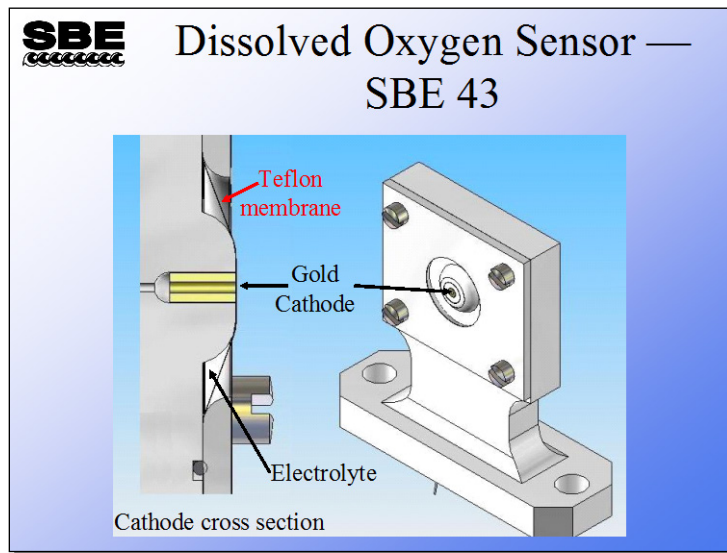 SBE
Dissolved Oxygen Sensor —
SBE 43
Teflon
membrane
Gold
Cathode
Electrolyte
Cathode cross section